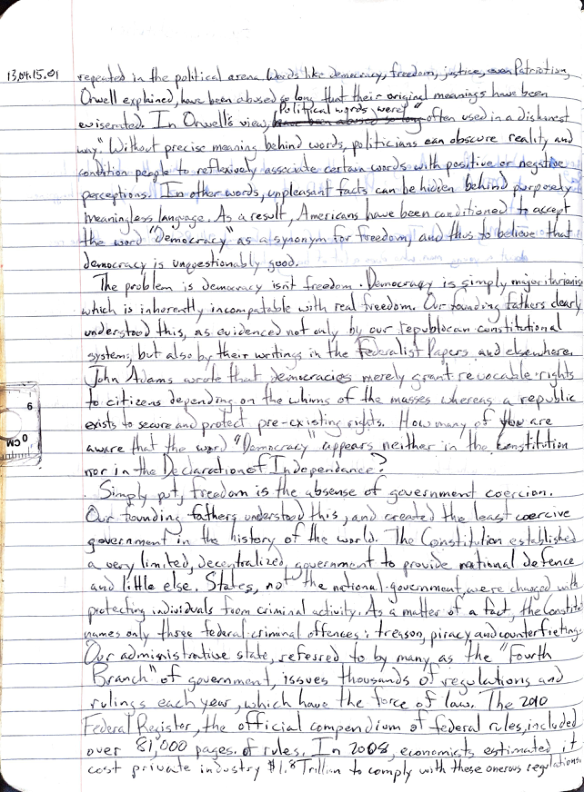 13.04.15.01
repeated in the political arena. Words like democracy, freedom, justice, even Patriotism,
Orwell explained, have been abused so long that their original meanings have been
eviserated. In Orwell's view, Political words were "often used in a dishonest
way." Without precise meaning behind words, politicians can obscure reality, and
condition people to reflexively associate certain words with positive or negative
perceptions. In other words, unpleasant facts can be hidden behind purposely
meaningless language. As a result, Americans have been conditioned to accept
the word "Democracy" as a synonym for freedom, and thus to believe that
democracy is unquestionably good.
The problem is democracy isn't freedom. Democracy is simply majoritarianism
which is inherently incompatable with real freedom. Our founding fathers clearly
understood this, as evidenced not only by our republican constitutional
system, but also by their writings in the Federalist Papers and elsewhere.
John Adams wrote that democracies merely grant revocable rights
to citizens depending on the whims of the masses whereas a republic
exists to secure and protect pre-existing rights. How many of you are
aware that the word "Democracy" appears neither in the constitution
nor in the Declaration of Independance?
Simply put, freedom is the absense of government coercion.
Our founding fathers understood this, and created the least coercive
government in the history of the world. The Constitution established
a very limited, decentralized, government to provide national defence
and little else. States, not the national government, were charged with
protecting individuals from criminal activity. As a matter of a fact, the
names only three federal criminal offences: treason, piracy and counterfreting.
Our administrative state, referred to by many as the "Fourth
Branch" of government, issues thousands of regulations and
rulings each year, which have the force of law. The 2010
Federal Register, the official compendium of federal rules, included
over 81,000 pages of rules. In 2008, economists estimated it
cost private industry $1.8 Trillion to comply with these onerous regulations.
9